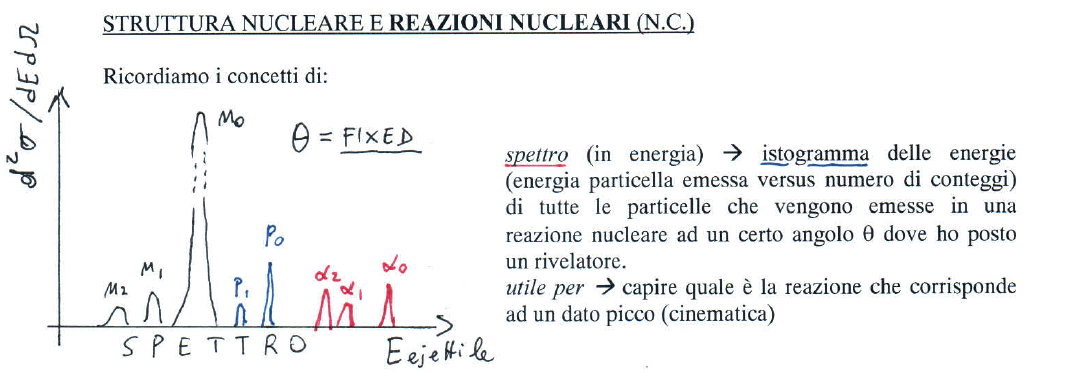 STRUTTURA NUCLEARE E REAZIONI NUCLEARI (N.C.)
Ricordiamo i concetti di:
d²σ/dEdΩ
M0
θ = FIXED
M2
M1
P1
P0
α2
α1
α0
SPETTRO
Eejettile
spettro (in energia) → istogramma delle energie
(energia particella emessa versus numero di conteggi)
di tutte le particelle che vengono emesse in una
reazione nucleare ad un certo angolo θ dove ho posto
un rivelatore.
utile per → capire quale è la reazione che corrisponde
ad un dato picco (cinematica)